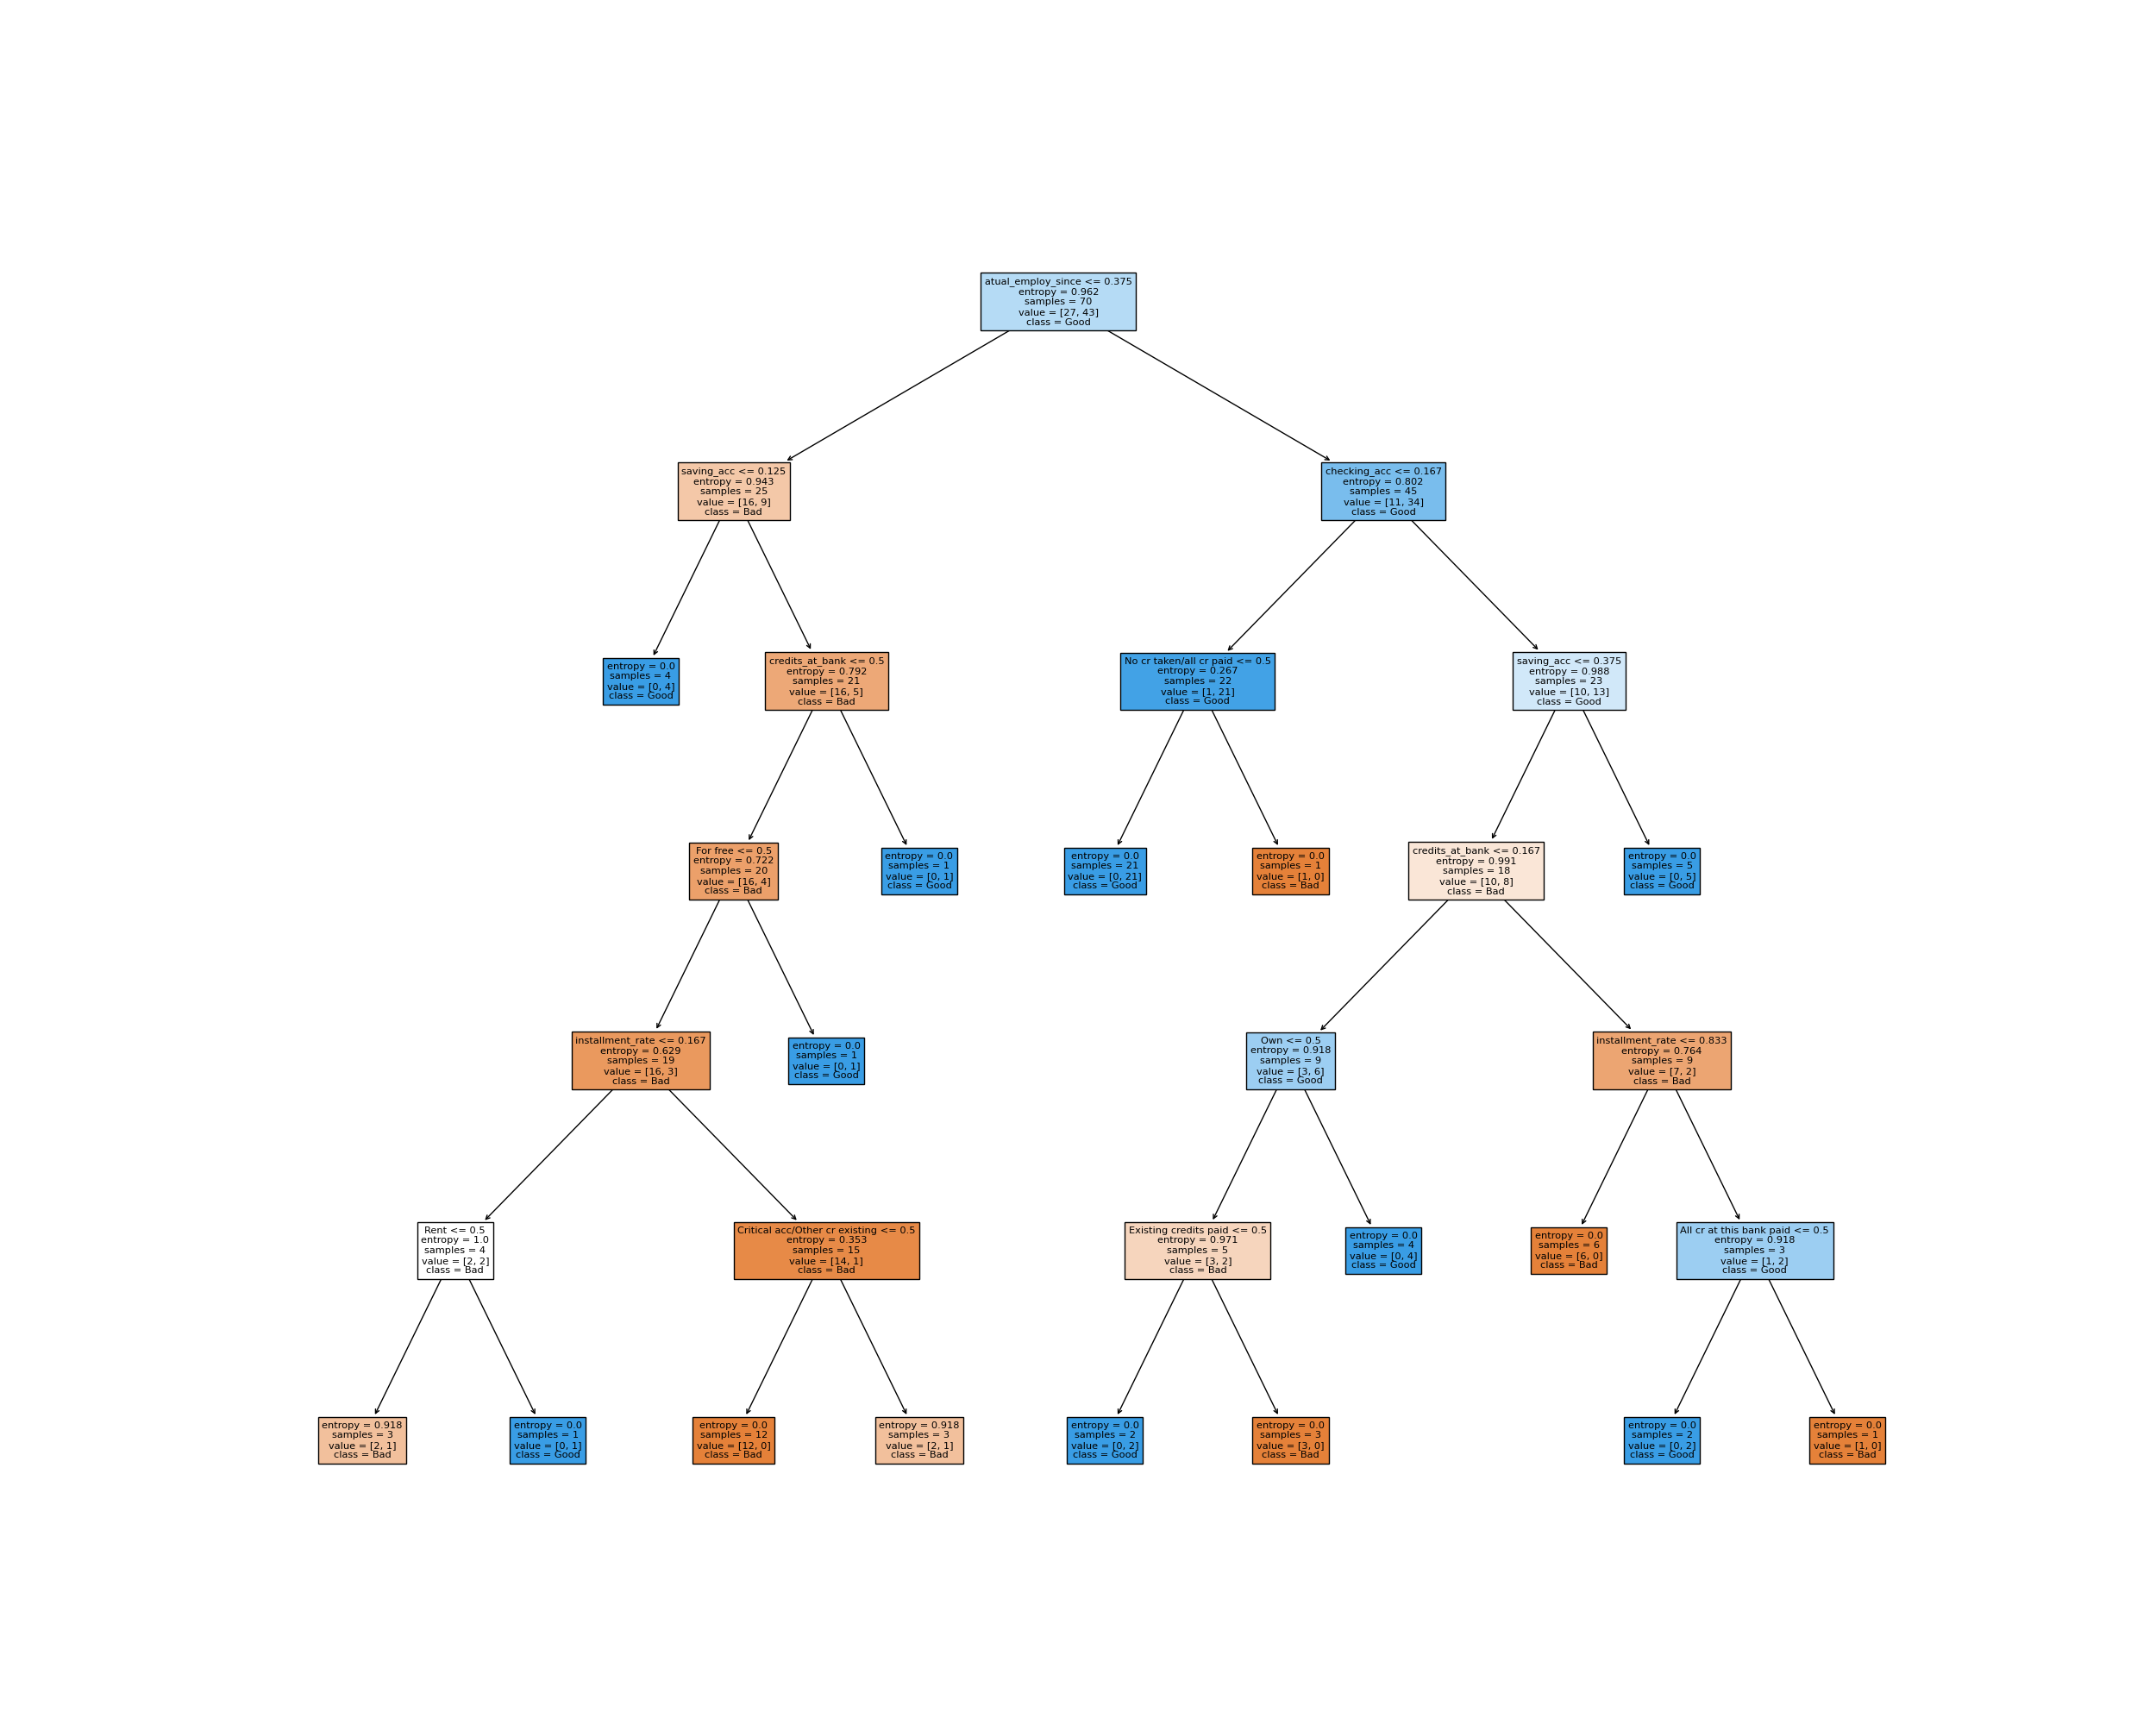 atual_employ_since <= 0.375
entropy = 0.962
samples = 70
value = [27, 43]
class = Good
saving_acc <= 0.125
entropy = 0.943
samples = 25
value = [16, 9]
class = Bad
checking_acc <= 0.167
entropy = 0.802
samples = 45
value = [11, 34]
class = Good
entropy = 0.0
samples = 4
value = [0, 4]
class = Good
credits_at_bank <= 0.5
entropy = 0.792
samples = 21
value = [16, 5]
class = Bad
No cr taken/all cr paid <= 0.5
entropy = 0.267
samples = 22
value = [1, 21]
class = Good
saving_acc <= 0.375
entropy = 0.988
samples = 23
value = [10, 13]
class = Good
For free <= 0.5
entropy = 0.722
samples = 20
value = [16, 4]
class = Bad
entropy = 0.0
samples = 1
value = [0, 1]
class = Good
entropy = 0.0
samples = 21
value = [0, 21]
class = Good
entropy = 0.0
samples = 1
value = [1, 0]
class = Bad
credits_at_bank <= 0.167
entropy = 0.991
samples = 18
value = [10, 8]
class = Bad
entropy = 0.0
samples = 5
value = [0, 5]
class = Good
installment_rate <= 0.167
entropy = 0.629
samples = 19
value = [16, 3]
class = Bad
entropy = 0.0
samples = 1
value = [0, 1]
class = Good
Own <= 0.5
entropy = 0.918
samples = 9
value = [3, 6]
class = Good
installment_rate <= 0.833
entropy = 0.764
samples = 9
value = [7, 2]
class = Bad
Rent <= 0.5
entropy = 1.0
samples = 4
value = [2, 2]
class = Bad
Critical acc/Other cr existing <= 0.5
entropy = 0.353
samples = 15
value = [14, 1]
class = Bad
Existing credits paid <= 0.5
entropy = 0.971
samples = 5
value = [3, 2]
class = Bad
entropy = 0.0
samples = 4
value = [0, 4]
class = Good
entropy = 0.0
samples = 6
value = [6, 0]
class = Bad
All cr at this bank paid <= 0.5
entropy = 0.918
samples = 3
value = [1, 2]
class = Good
entropy = 0.918
samples = 3
value = [2, 1]
class = Bad
entropy = 0.0
samples = 1
value = [0, 1]
class = Good
entropy = 0.0
samples = 12
value = [12, 0]
class = Bad
entropy = 0.918
samples = 3
value = [2, 1]
class = Bad
entropy = 0.0
samples = 2
value = [0, 2]
class = Good
entropy = 0.0
samples = 3
value = [3, 0]
class = Bad
entropy = 0.0
samples = 2
value = [0, 2]
class = Good
entropy = 0.0
samples = 1
value = [1, 0]
class = Bad